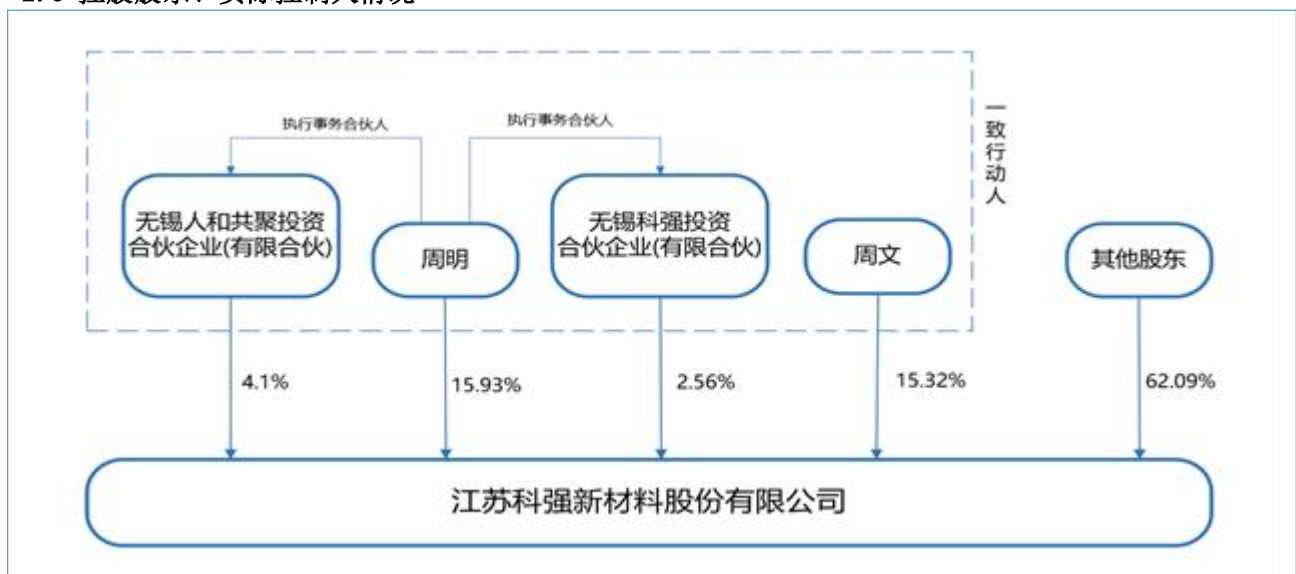 执行事务合伙人
执行事务合伙人
一致行动人
无锡人和共聚投资
合伙企业(有限合伙)
周明
无锡科强投资
合伙企业(有限合伙)
周文
其他股东
4.1%
15.93%
2.56%
15.32%
62.09%
江苏科强新材料股份有限公司